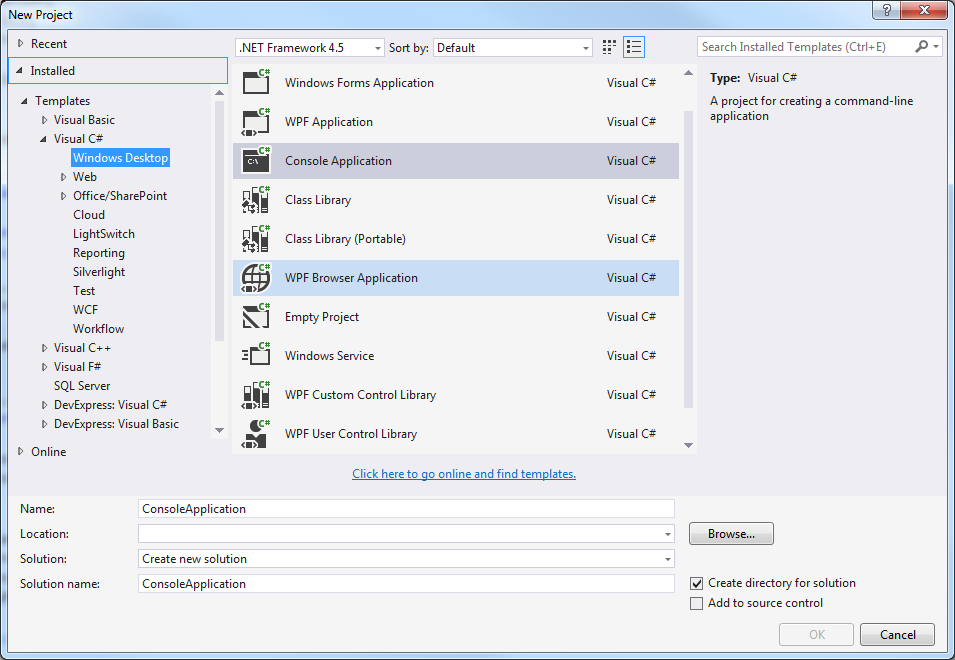 New Project
?
Recent
.NET Framework 4.5
Sort by:
Default
Search Installed Templates (Ctrl+E)
Installed
Templates
Visual Basic
Visual C#
Windows Desktop
Web
Office/SharePoint
Cloud
LightSwitch
Reporting
Silverlight
Test
WCF
Workflow
Visual C++
Visual F#
SQL Server
DevExpress: Visual C#
DevExpress: Visual Basic
Online
C# Windows Forms Application Visual C#
C# WPF Application Visual C#
C:\ C# Console Application Visual C#
C# Class Library Visual C#
C# Class Library (Portable) Visual C#
C# WPF Browser Application Visual C#
C# Empty Project Visual C#
C# Windows Service Visual C#
C# WPF Custom Control Library Visual C#
C# WPF User Control Library Visual C#
Type: Visual C#
A project for creating a command-line
application
Click here to go online and find templates.
Name: ConsoleApplication
Location:
Browse...
Solution: Create new solution
Solution name: ConsoleApplication
Create directory for solution
Add to source control
OK
Cancel